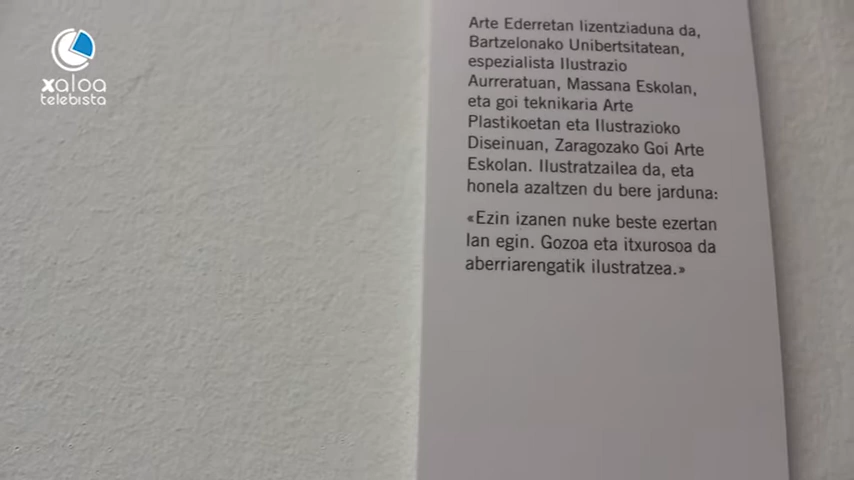 xaloa
telebista
Arte Ederretan lizentziaduna da,
Bartzelonako Unibertsitatean,
espezialista Ilustrazio
Aurreratuan, Massana Eskolan,
eta goi teknikaria Arte
Plastikoetan eta Ilustrazioko
Diseinuan, Zaragozako Goi Arte
Eskolan. Ilustratzailea da, eta
honela azaltzen du bere jarduna:
«Ezin izanen nuke beste ezertan
lan egin. Gozoa eta itxurosoa da
aberriarengatik ilustratzea.»